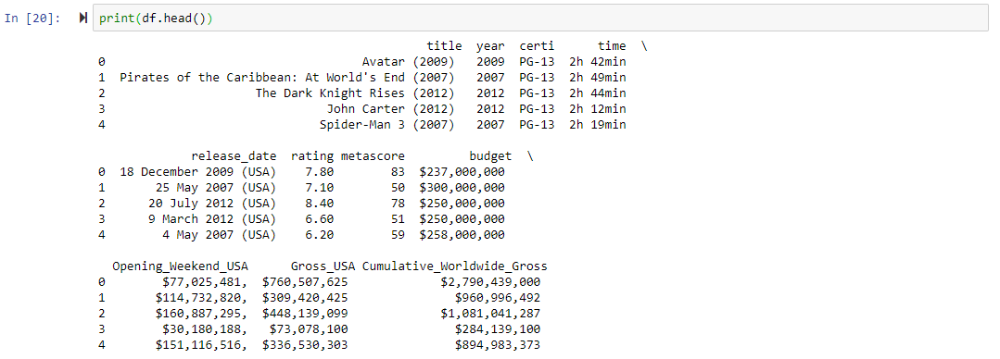 In [20]: print(df.head())
title year certi time \
0 Avatar (2009) 2009 PG-13 2h 42min
1 Pirates of the Caribbean: At World's End (2007) 2007 PG-13 2h 49min
2 The Dark Knight Rises (2012) 2012 PG-13 2h 44min
3 John Carter (2012) 2012 PG-13 2h 12min
4 Spider-Man 3 (2007) 2007 PG-13 2h 19min
release_date rating metascore budget \
0 18 December 2009 (USA) 7.80 83 $237,000,000
1 25 May 2007 (USA) 7.10 50 $300,000,000
2 20 July 2012 (USA) 8.40 78 $250,000,000
3 9 March 2012 (USA) 6.60 51 $250,000,000
4 4 May 2007 (USA) 6.20 59 $258,000,000
Opening_Weekend_USA Gross_USA Cumulative_Worldwide_Gross
0 $77,025,481, $760,507,625 $2,790,439,000
1 $114,732,820, $309,420,425 $960,996,492
2 $160,887,295, $448,139,099 $1,081,041,287
3 $30,180,188, $73,078,100 $284,139,100
4 $151,116,516, $336,530,303 $894,983,373